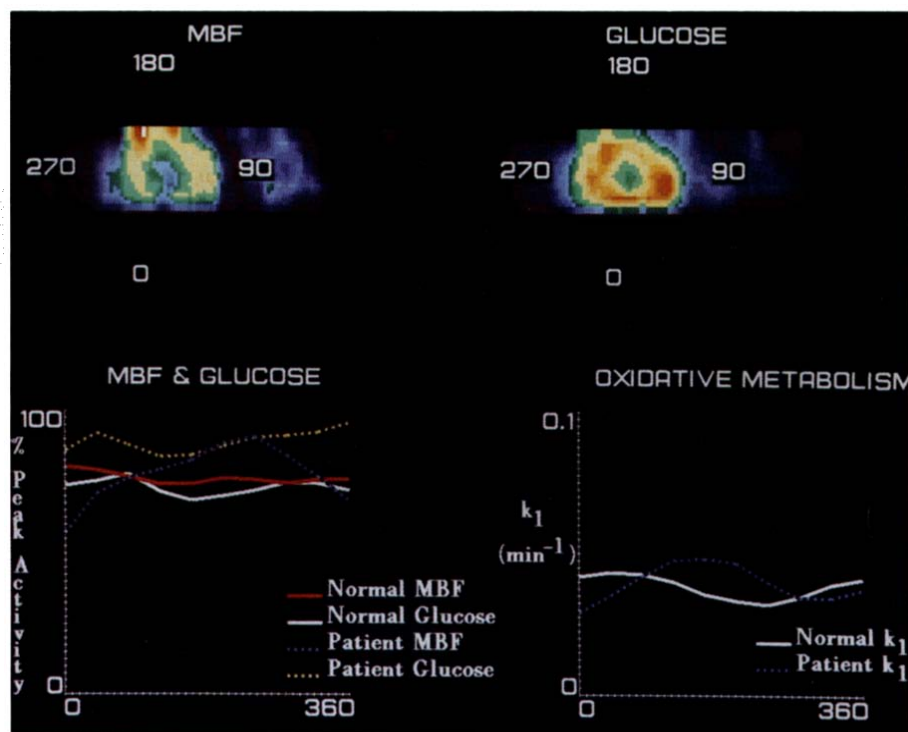 MBF
180
270
90
0
GLUCOSE
180
270
90
0
MBF & GLUCOSE
100
% Peak Activity
0
0
360
Normal MBF
Normal Glucose
Patient MBF
Patient Glucose
OXIDATIVE METABOLISM
0.1
k₁
(min⁻¹)
0
0
360
Normal k₁
Patient k₁